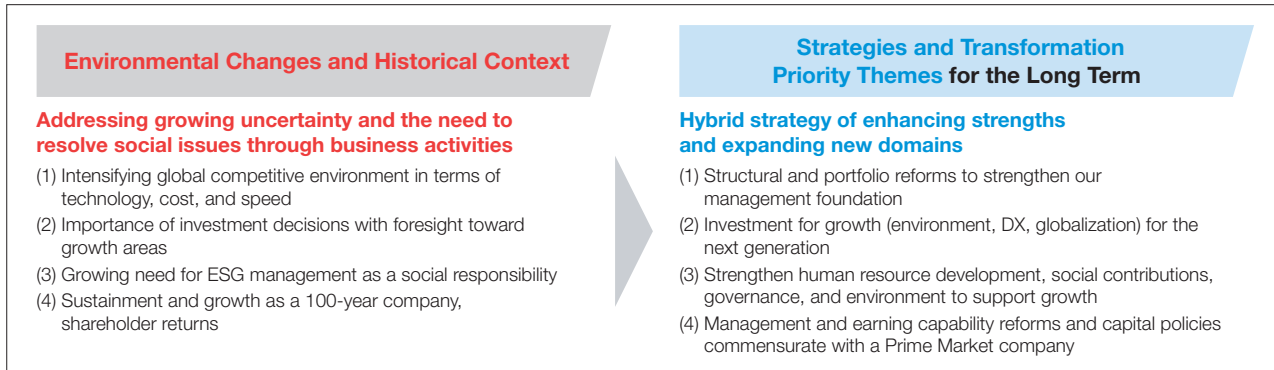 Environmental Changes and Historical Context
Addressing growing uncertainty and the need to
resolve social issues through business activities
(1) Intensifying global competitive environment in terms of
technology, cost, and speed
(2) Importance of investment decisions with foresight toward
growth areas
(3) Growing need for ESG management as a social responsibility
(4) Sustainment and growth as a 100-year company,
shareholder returns
Strategies and Transformation
Priority Themes for the Long Term
Hybrid strategy of enhancing strengths
and expanding new domains
(1) Structural and portfolio reforms to strengthen our
management foundation
(2) Investment for growth (environment, DX, globalization) for the
next generation
(3) Strengthen human resource development, social contributions,
governance, and environment to support growth
(4) Management and earning capability reforms and capital policies
commensurate with a Prime Market company